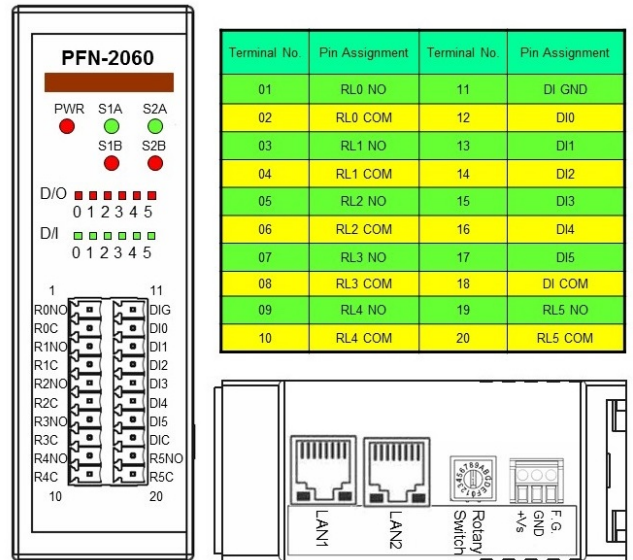 PFN-2060
PWR S1A S2A
S1B S2B
D/O
0 1 2 3 4 5
D/I
0 1 2 3 4 5
1 11
R0NO DIG
R0C DI0
R1NO DI1
R1C DI2
R2NO DI3
R2C DI4
R3NO DI5
R3C DIC
R4NO R5NO
R4C R5C
10 20
Terminal No. Pin Assignment Terminal No. Pin Assignment
01 RL0 NO 11 DI GND
02 RL0 COM 12 DI0
03 RL1 NO 13 DI1
04 RL1 COM 14 DI2
05 RL2 NO 15 DI3
06 RL2 COM 16 DI4
07 RL3 NO 17 DI5
08 RL3 COM 18 DI COM
09 RL4 NO 19 RL5 NO
10 RL4 COM 20 RL5 COM
LAN1
LAN2
0123456789ABCDEF
Rotary
Switch
F.G.
GND
+Vs